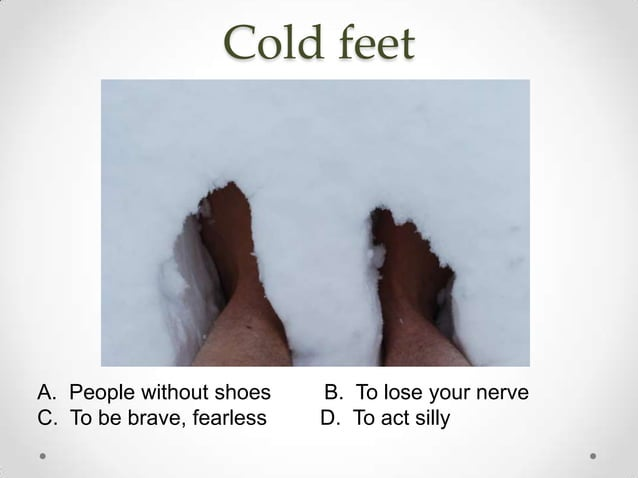 Cold feet
A. People without shoes B. To lose your nerve
C. To be brave, fearless D. To act silly